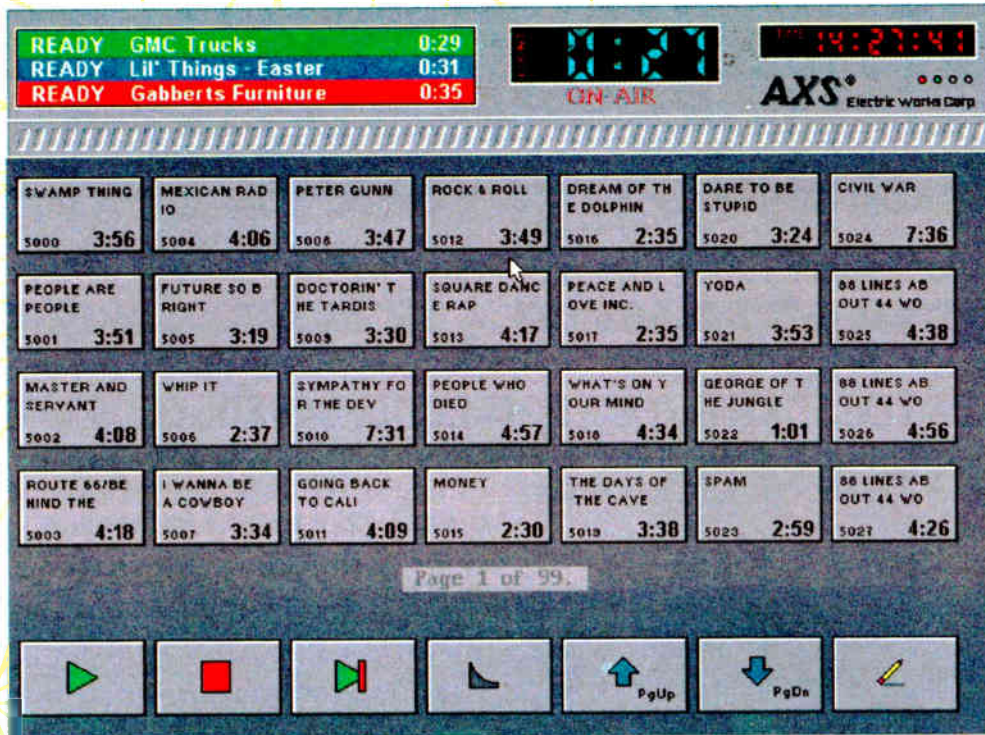 READY GMC Trucks 0:29
READY Lil' Things - Easter 0:31
READY Gabberts Furniture 0:35
0:27
ON-AIR
14:27:41
AXS® Electric Works Corp
SWAMP THING
5000 3:56
MEXICAN RAD
IO
5004 4:06
PETER GUNN
5008 3:47
ROCK & ROLL
5012 3:49
DREAM OF TH
E DOLPHIN
5016 2:35
DARE TO BE
STUPID
5020 3:24
CIVIL WAR
5024 7:36
PEOPLE ARE
PEOPLE
5001 3:51
FUTURE SO B
RIGHT
5005 3:19
DOCTORIN' T
HE TARDIS
5009 3:30
SQUARE DANC
E RAP
5013 4:17
PEACE AND L
OVE INC.
5017 2:35
YODA
5021 3:53
88 LINES AB
OUT 44 WO
5025 4:38
MASTER AND
SERVANT
5002 4:08
WHIP IT
5006 2:37
SYMPATHY FO
R THE DEV
5010 7:31
PEOPLE WHO
DIED
5014 4:57
WHAT'S ON Y
OUR MIND
5018 4:34
GEORGE OF T
HE JUNGLE
5022 1:01
88 LINES AB
OUT 44 WO
5026 4:56
ROUTE 66/BE
HIND THE
5003 4:18
I WANNA BE
A COWBOY
5007 3:34
GOING BACK
TO CALI
5011 4:09
MONEY
5015 2:30
THE DAYS OF
THE CAVE
5019 3:38
SPAM
5023 2:59
88 LINES AB
OUT 44 WO
5027 4:26
Page 1 of 99.
PgUp
PgDn